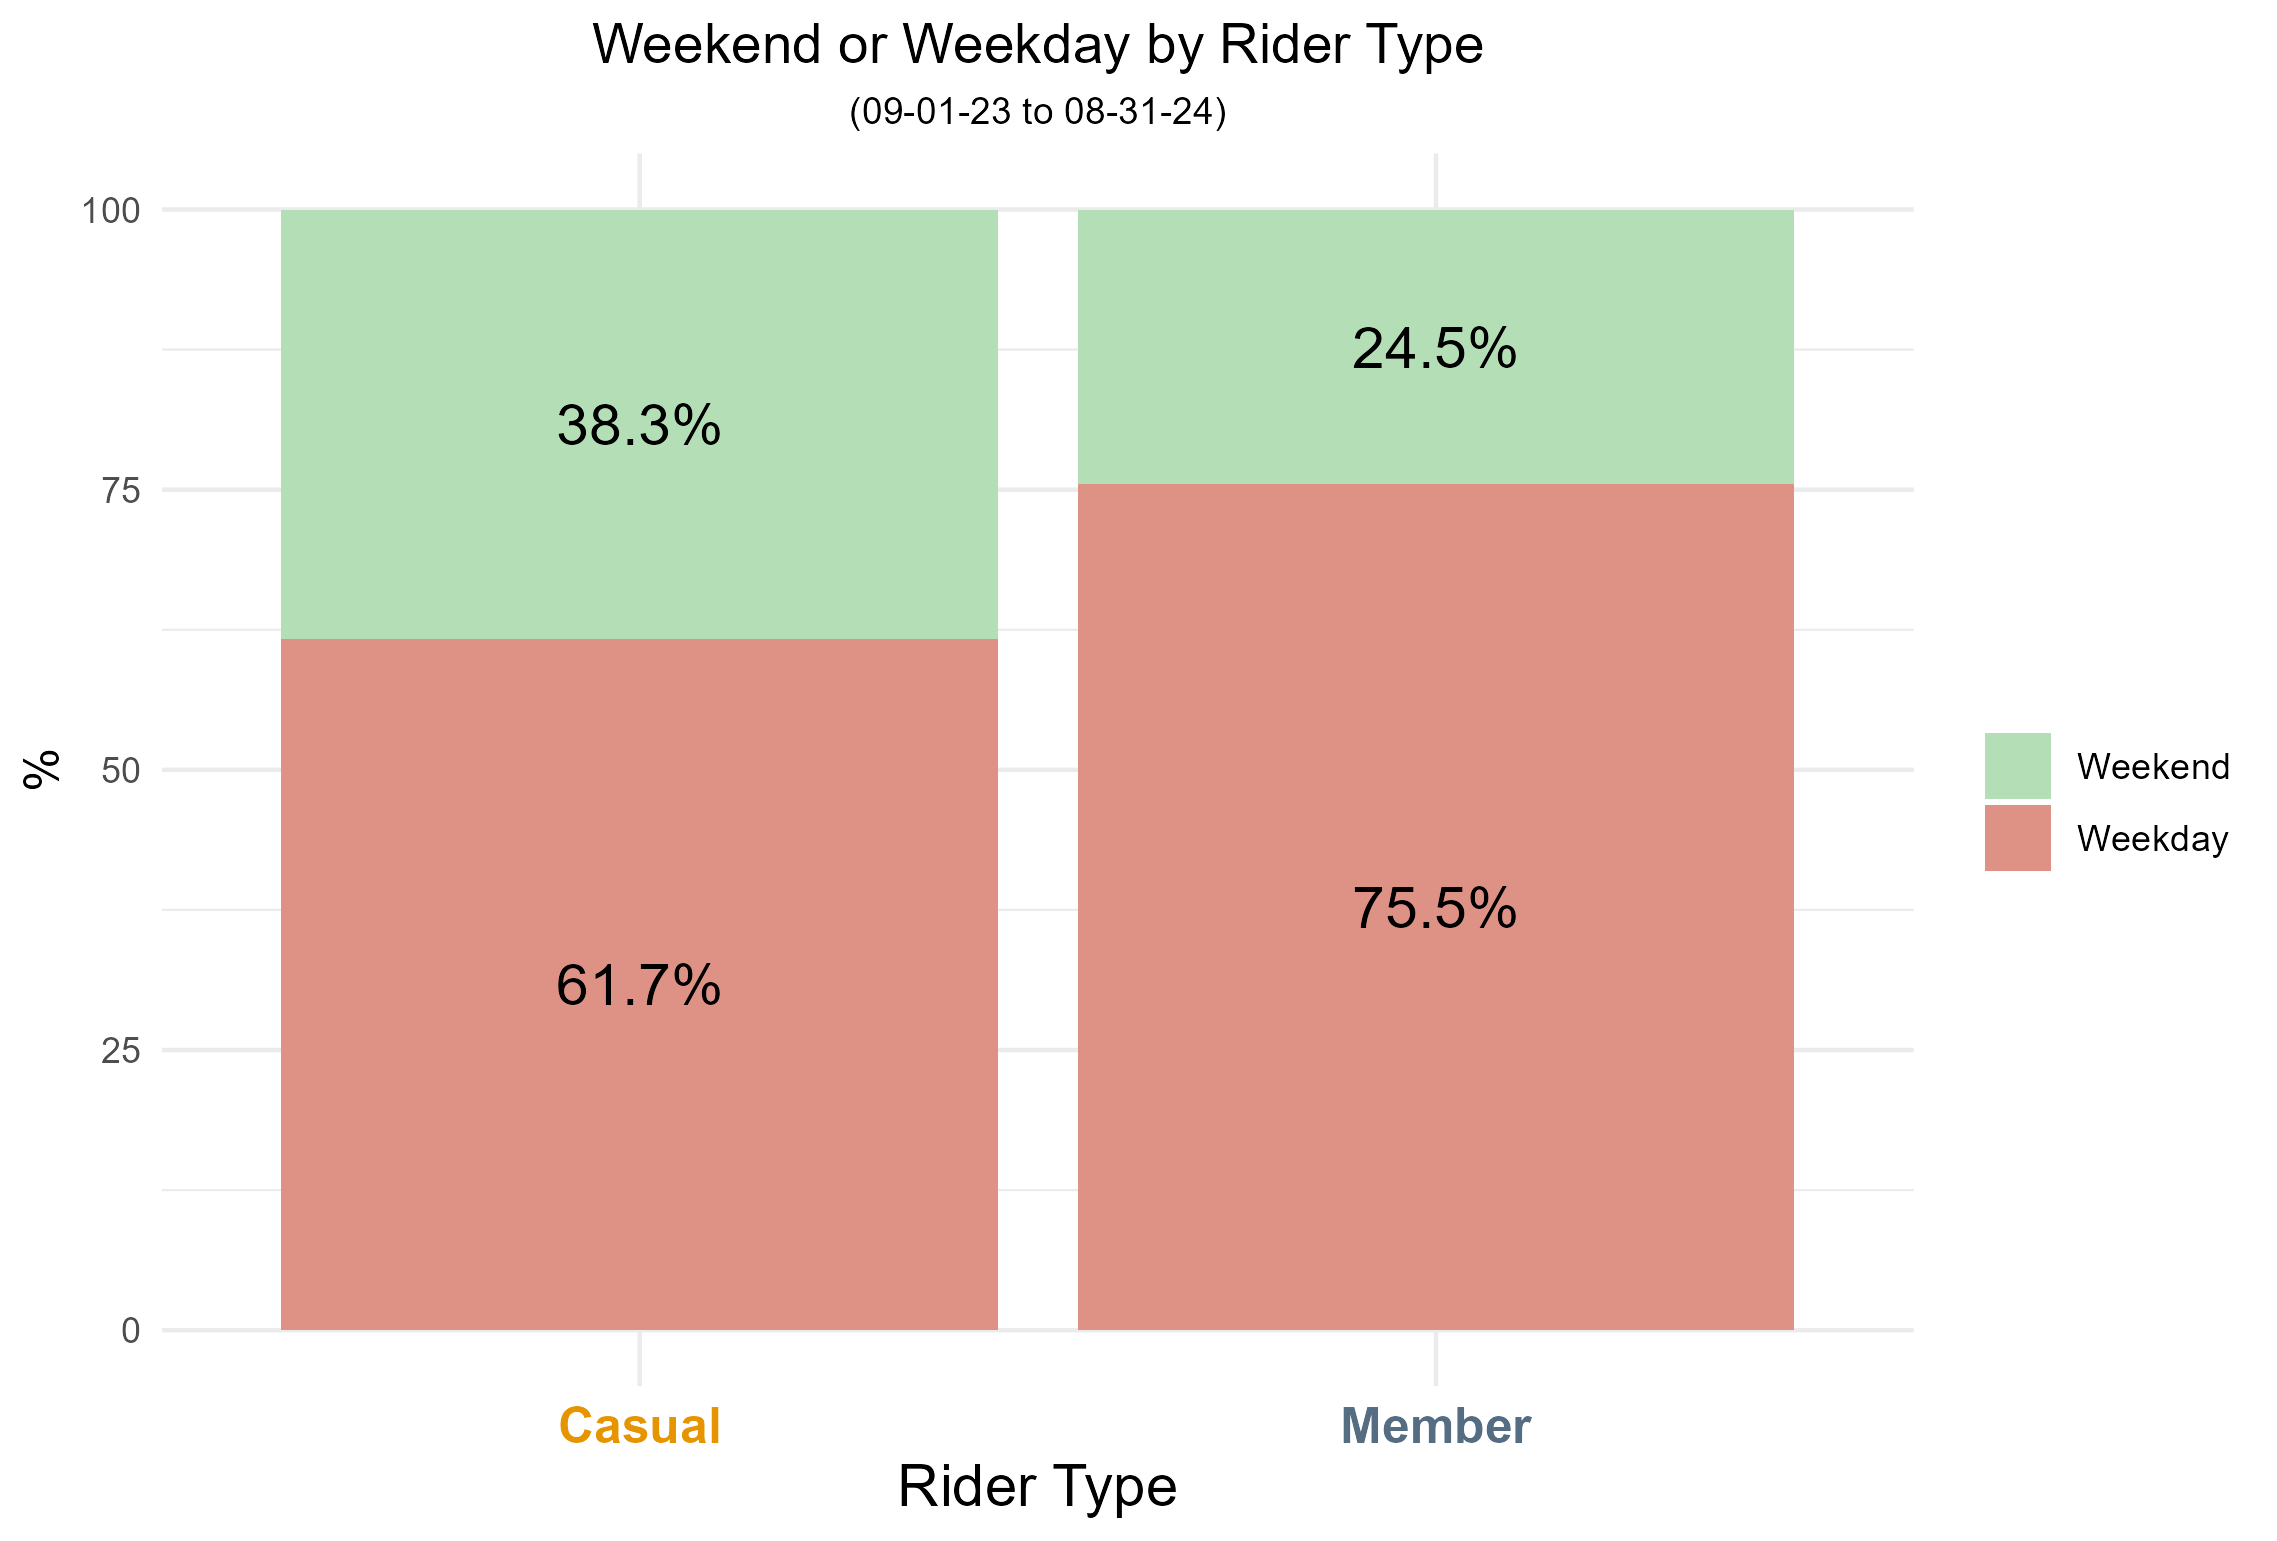 Weekend or Weekday by Rider Type
(09-01-23 to 08-31-24)
100
75
50
25
0
%
38.3%
24.5%
61.7%
75.5%
Weekend
Weekday
Casual
Member
Rider Type